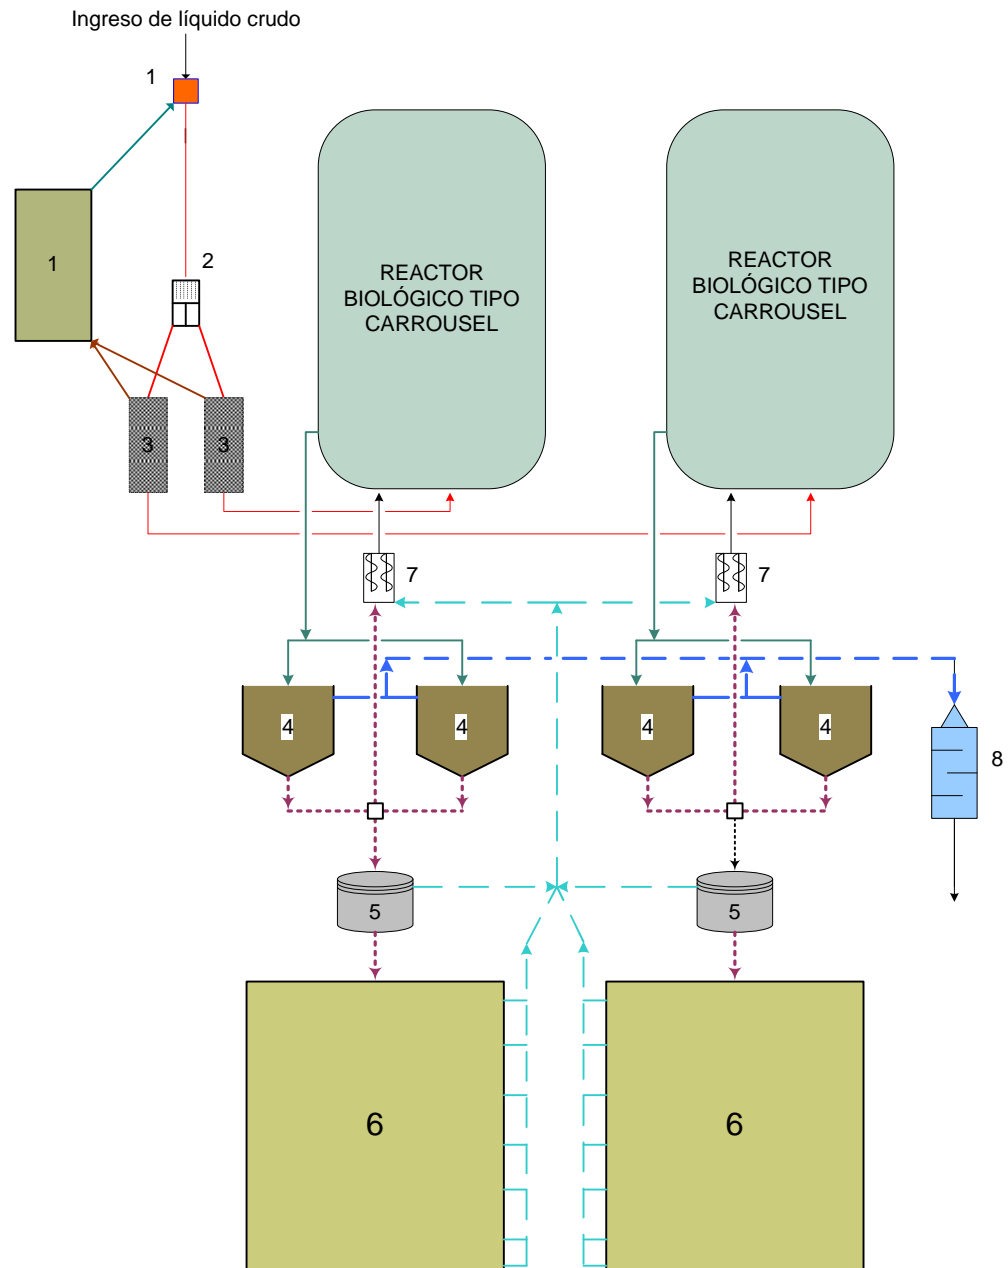 Ingreso de líquido crudo
1
1
2
3
3
REACTOR
BIOLÓGICO TIPO
CARROUSEL
REACTOR
BIOLÓGICO TIPO
CARROUSEL
7
7
4
4
4
4
8
5
5
6
6